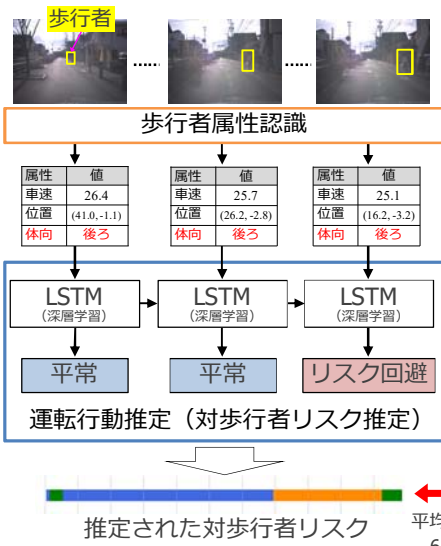 歩行者
...... ......
歩行者属性認識
属性 値 属性 値 属性 値
車速 26.4 車速 25.7 車速 25.1
位置 (41.0, -1.1) 位置 (26.2, -2.8) 位置 (16.2, -3.2)
体向 後ろ 体向 後ろ 体向 後ろ
LSTM LSTM LSTM
(深層学習) (深層学習) (深層学習)
平常 平常 リスク回避
運転行動推定（対歩行者リスク推定）
推定された対歩行者リスク
平均
6